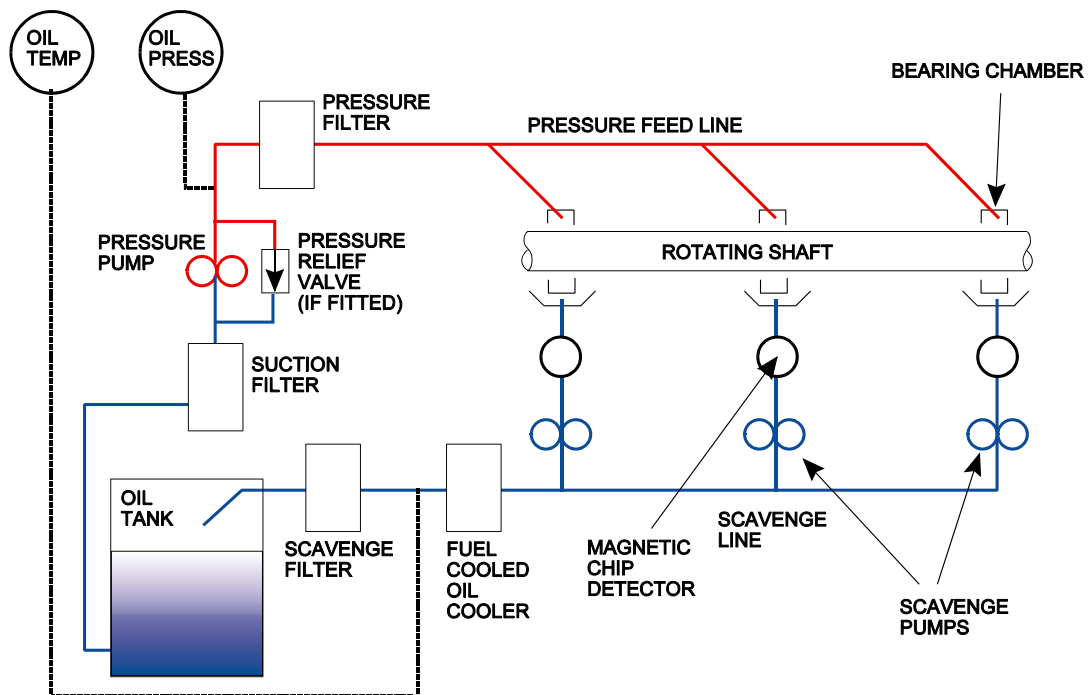 OIL
TEMP
OIL
PRESS
BEARING CHAMBER
PRESSURE
FILTER
PRESSURE FEED LINE
PRESSURE
PUMP
PRESSURE
RELIEF
VALVE
(IF FITTED)
ROTATING SHAFT
SUCTION
FILTER
OIL
TANK
SCAVENGE
FILTER
FUEL
COOLED
OIL
COOLER
MAGNETIC
CHIP
DETECTOR
SCAVENGE
LINE
SCAVENGE
PUMPS